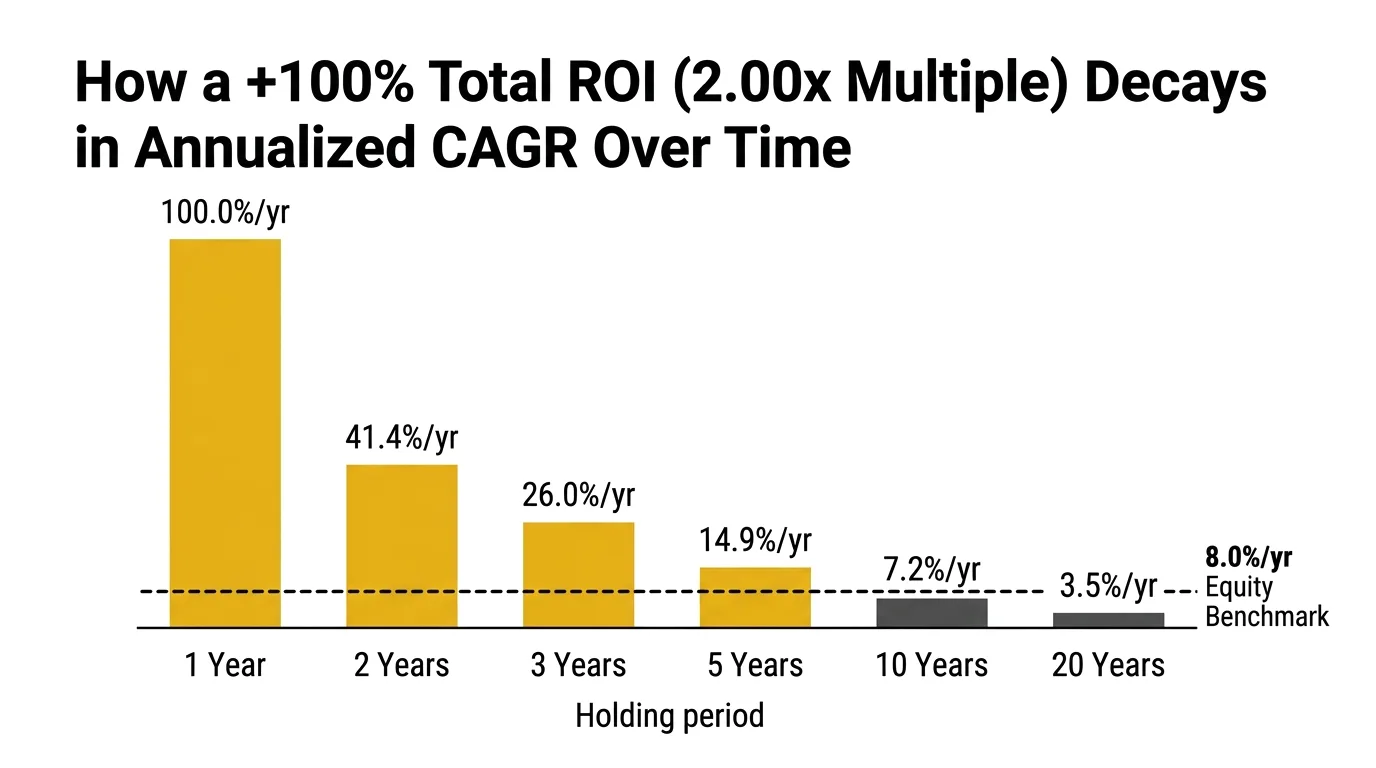 How a +100% Total ROI (2.00x Multiple) Decays
in Annualized CAGR Over Time
100.0%/yr
41.4%/yr
26.0%/yr
14.9%/yr
7.2%/yr
3.5%/yr
8.0%/yr
Equity
Benchmark
1 Year
2 Years
3 Years
5 Years
10 Years
20 Years
Holding period